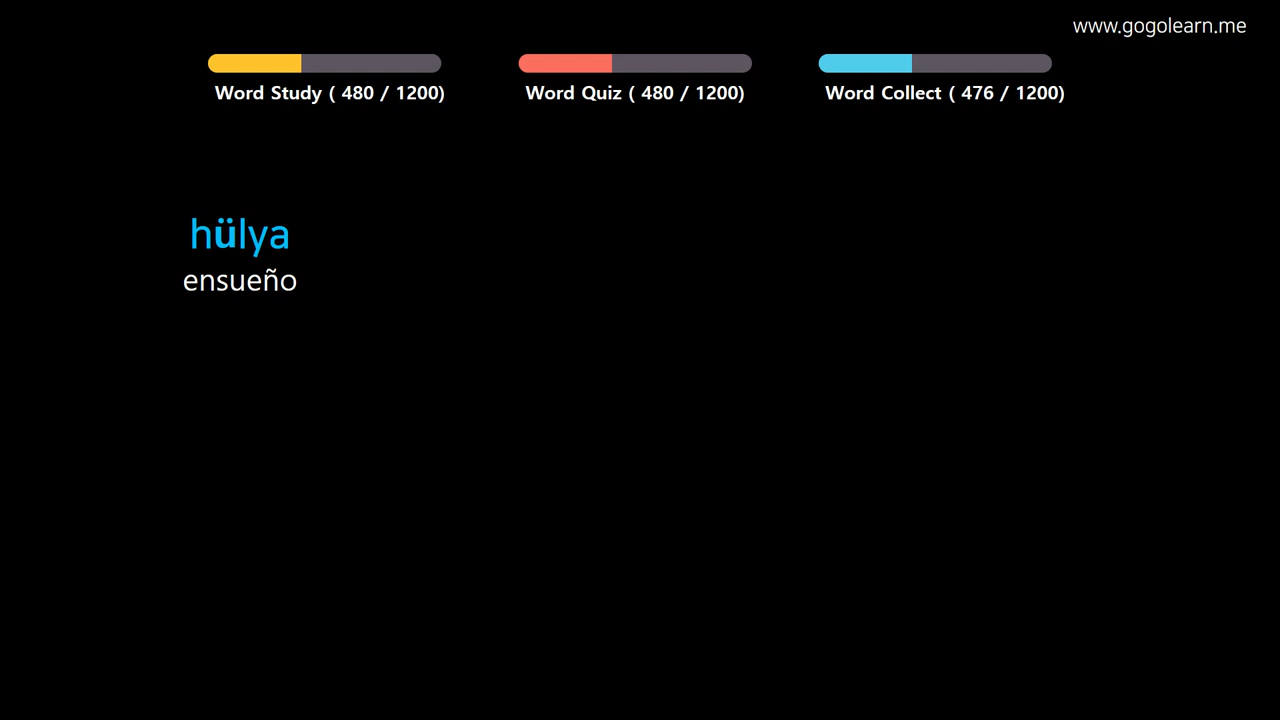 www.gogolearn.me
Word Study ( 480 / 1200)
Word Quiz ( 480 / 1200)
Word Collect ( 476 / 1200)
hülya
ensueño